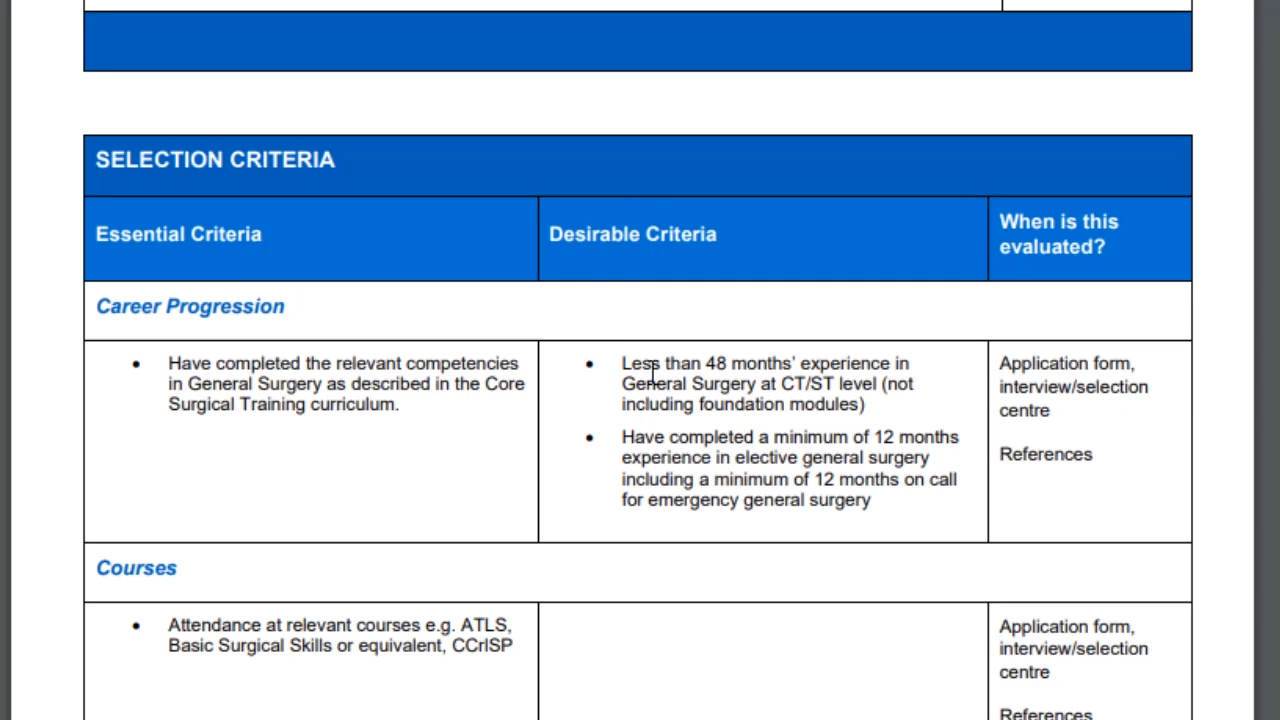 SELECTION CRITERIA
Essential Criteria
Desirable Criteria
When is this
evaluated?
Career Progression
• Have completed the relevant competencies
in General Surgery as described in the Core
Surgical Training curriculum.
• Less than 48 months’ experience in
General Surgery at CT/ST level (not
including foundation modules)
• Have completed a minimum of 12 months
experience in elective general surgery
including a minimum of 12 months on call
for emergency general surgery
Application form,
interview/selection
centre
References
Courses
• Attendance at relevant courses e.g. ATLS,
Basic Surgical Skills or equivalent, CCrISP
Application form,
interview/selection
centre
References